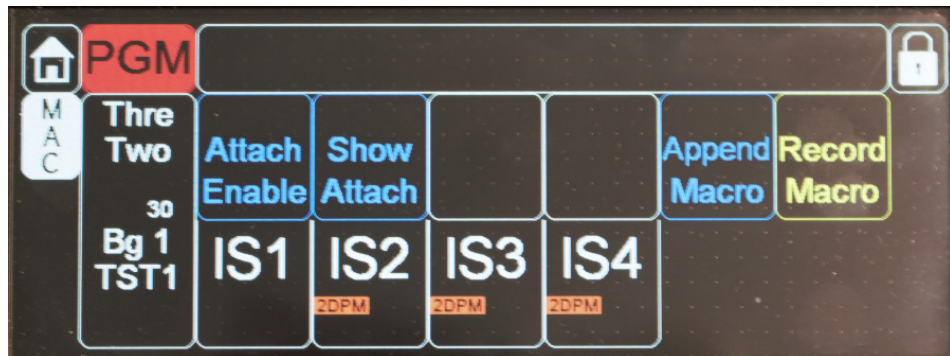 PGM
MAC
Thre
Two
30
Bg 1
TST1
Attach
Enable
Show
Attach
Append
Macro
Record
Macro
IS1
IS2
2DPM
IS3
2DPM
IS4
2DPM